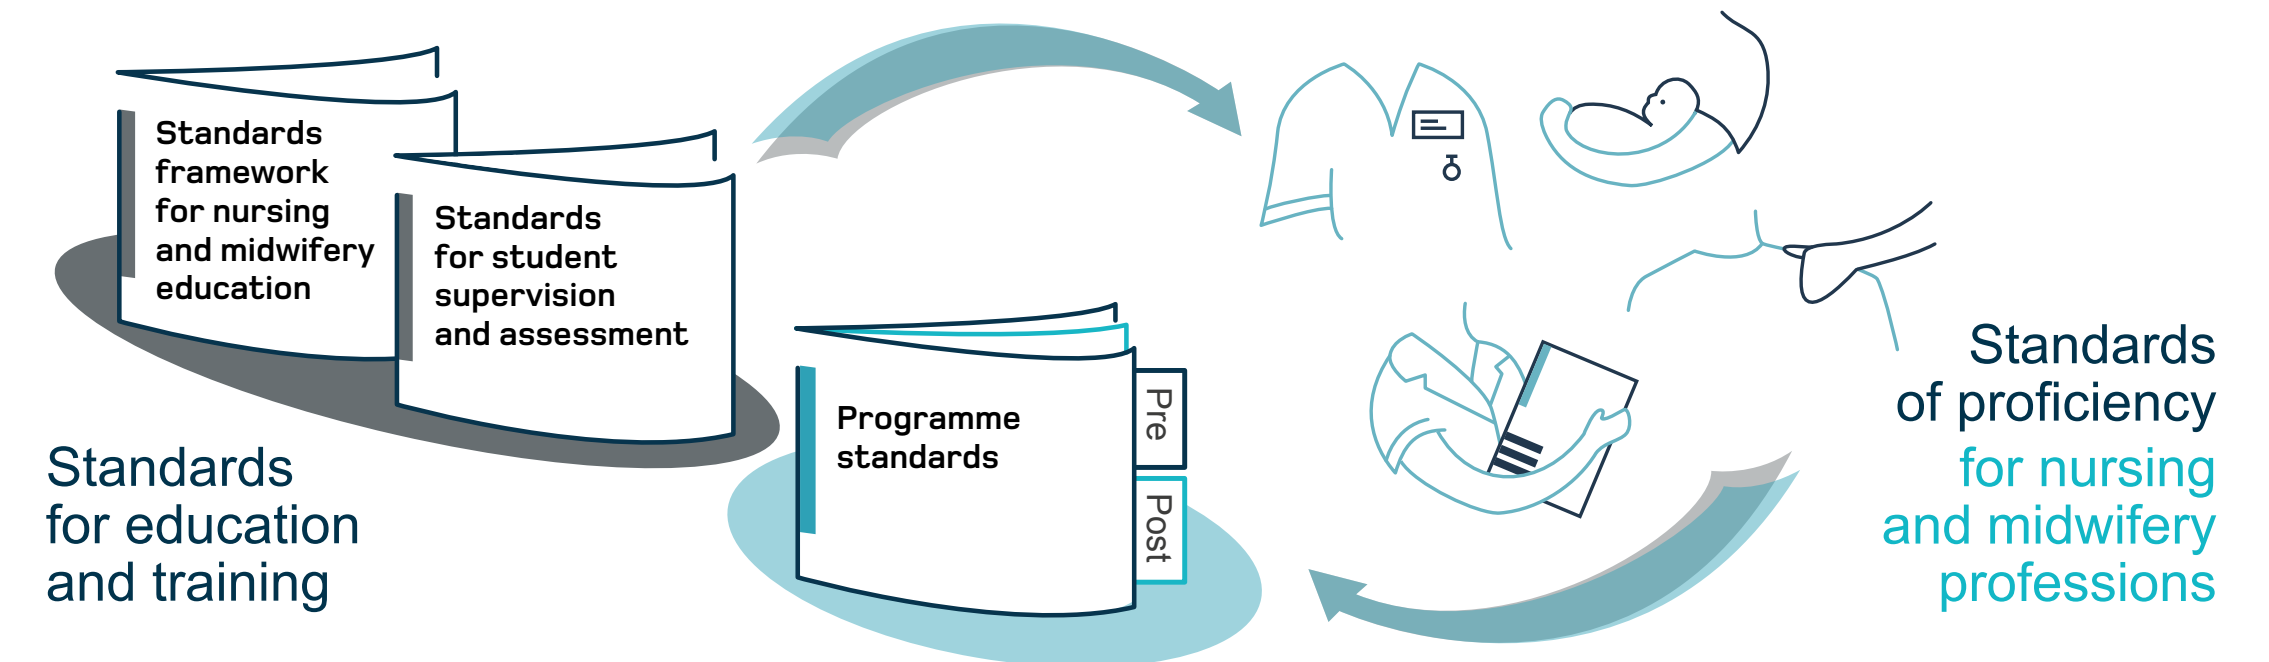 Standards
framework
for nursing
and midwifery
education
Standards
for student
supervision
and assessment
Programme
standards
Pre
Post
Standards
for education
and training
Standards
of proficiency
for nursing
and midwifery
professions